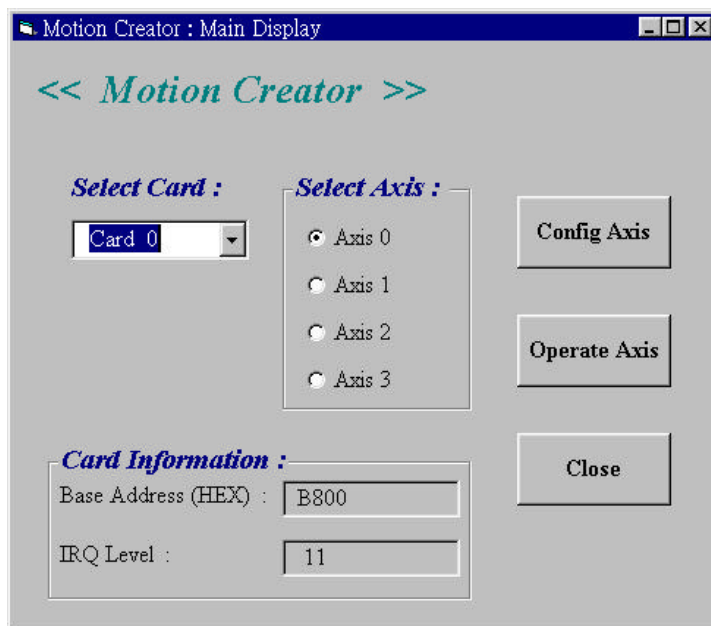 Motion Creator : Main Display
<< Motion Creator >>
Select Card :
Card 0
Select Axis :
Axis 0
Axis 1
Axis 2
Axis 3
Config Axis
Operate Axis
Close
Card Information :
Base Address (HEX) : B800
IRQ Level : 11